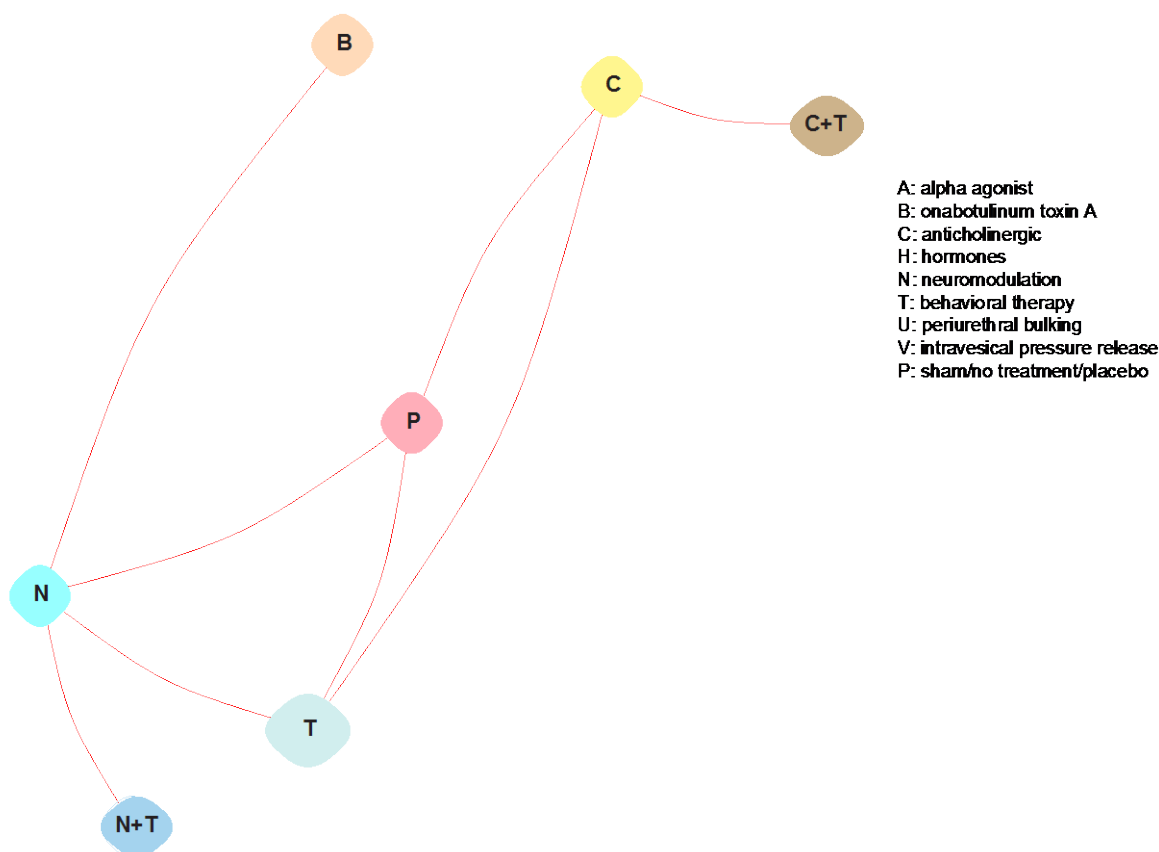 B
C
C+T
A: alpha agonist
B: onabotulinum toxin A
C: anticholinergic
H: hormones
N: neuromodulation
T: behavioral therapy
U: periurethral bulking
V: intravesical pressure release
P: sham/no treatment/placebo
P
N
T
N+T